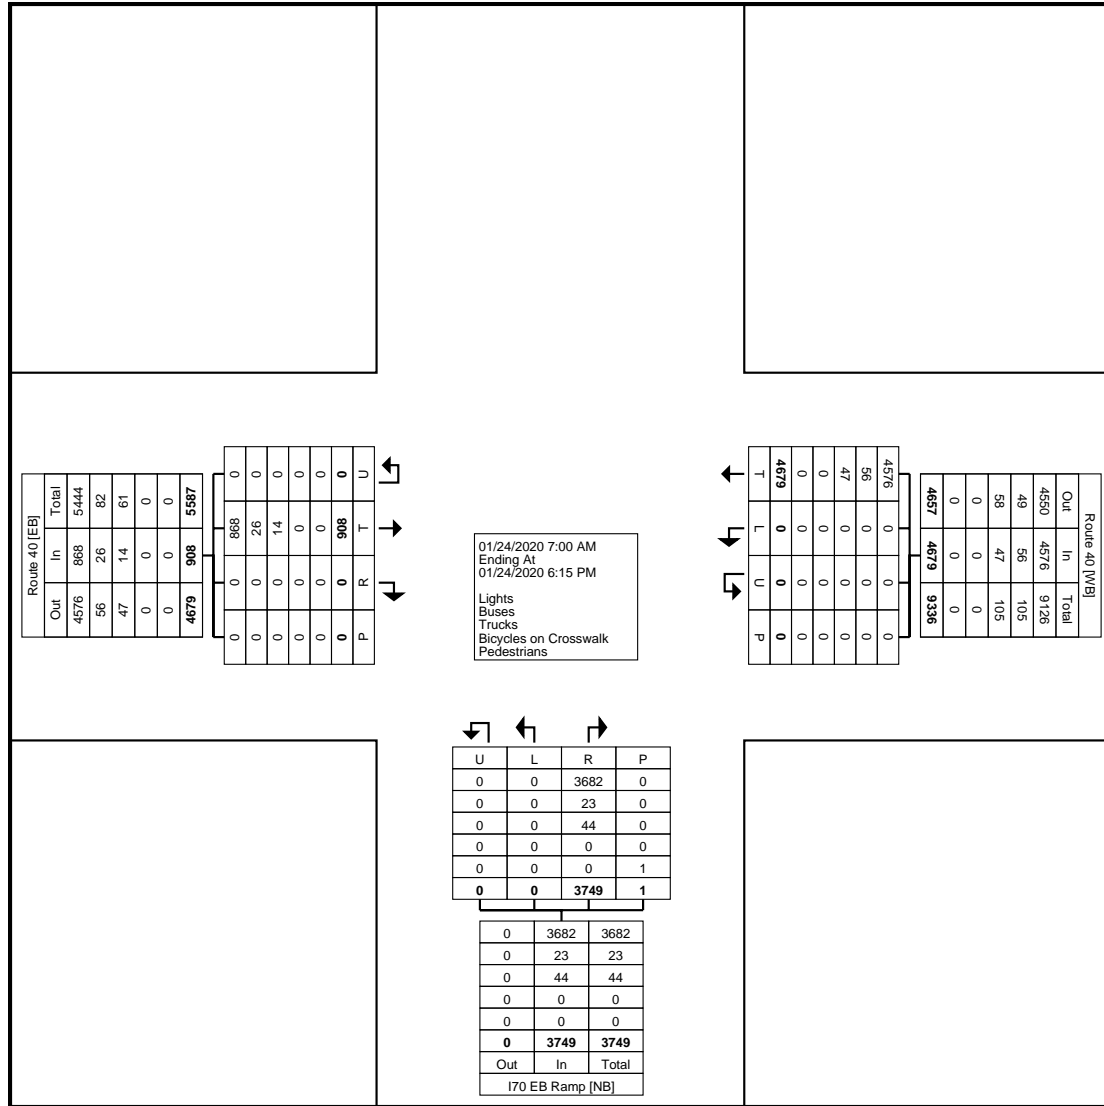 Route 40 [EB]
Total 5444 82 61 0 0 5587
In 868 26 14 0 0 908
Out 4576 56 47 0 0 4679
0 0 0 0 0 0 U
868 26 14 0 0 908 T
0 0 0 0 0 0 R
0 0 0 0 0 0 P
01/24/2020 7:00 AM
Ending At
01/24/2020 6:15 PM
Lights
Buses
Trucks
Bicycles on Crosswalk
Pedestrians
T 4679 0 0 47 56 4576
L 0 0 0 0 0 0
U 0 0 0 0 0 0
P 0 0 0 0 0 0
Route 40 [WB]
Out In Total
4550 4576 9126
49 56 105
58 47 105
0 0 0
0 0 0
4657 4679 9336
U L R P
0 0 3682 0
0 0 23 0
0 0 44 0
0 0 0 0
0 0 0 1
0 0 3749 1
0 3682 3682
0 23 23
0 44 44
0 0 0
0 0 0
0 3749 3749
Out In Total
I70 EB Ramp [NB]